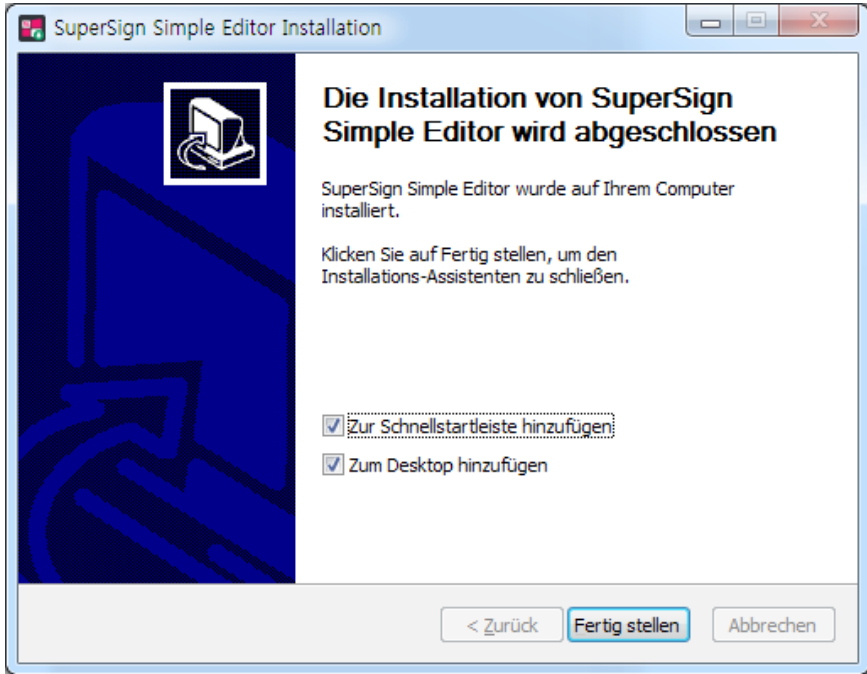 SuperSign Simple Editor Installation
Die Installation von SuperSign
Simple Editor wird abgeschlossen
SuperSign Simple Editor wurde auf Ihrem Computer
installiert.
Klicken Sie auf Fertig stellen, um den
Installations-Assistenten zu schließen.
Zur Schnellstartleiste hinzufügen
Zum Desktop hinzufügen
< Zurück Fertig stellen Abbrechen